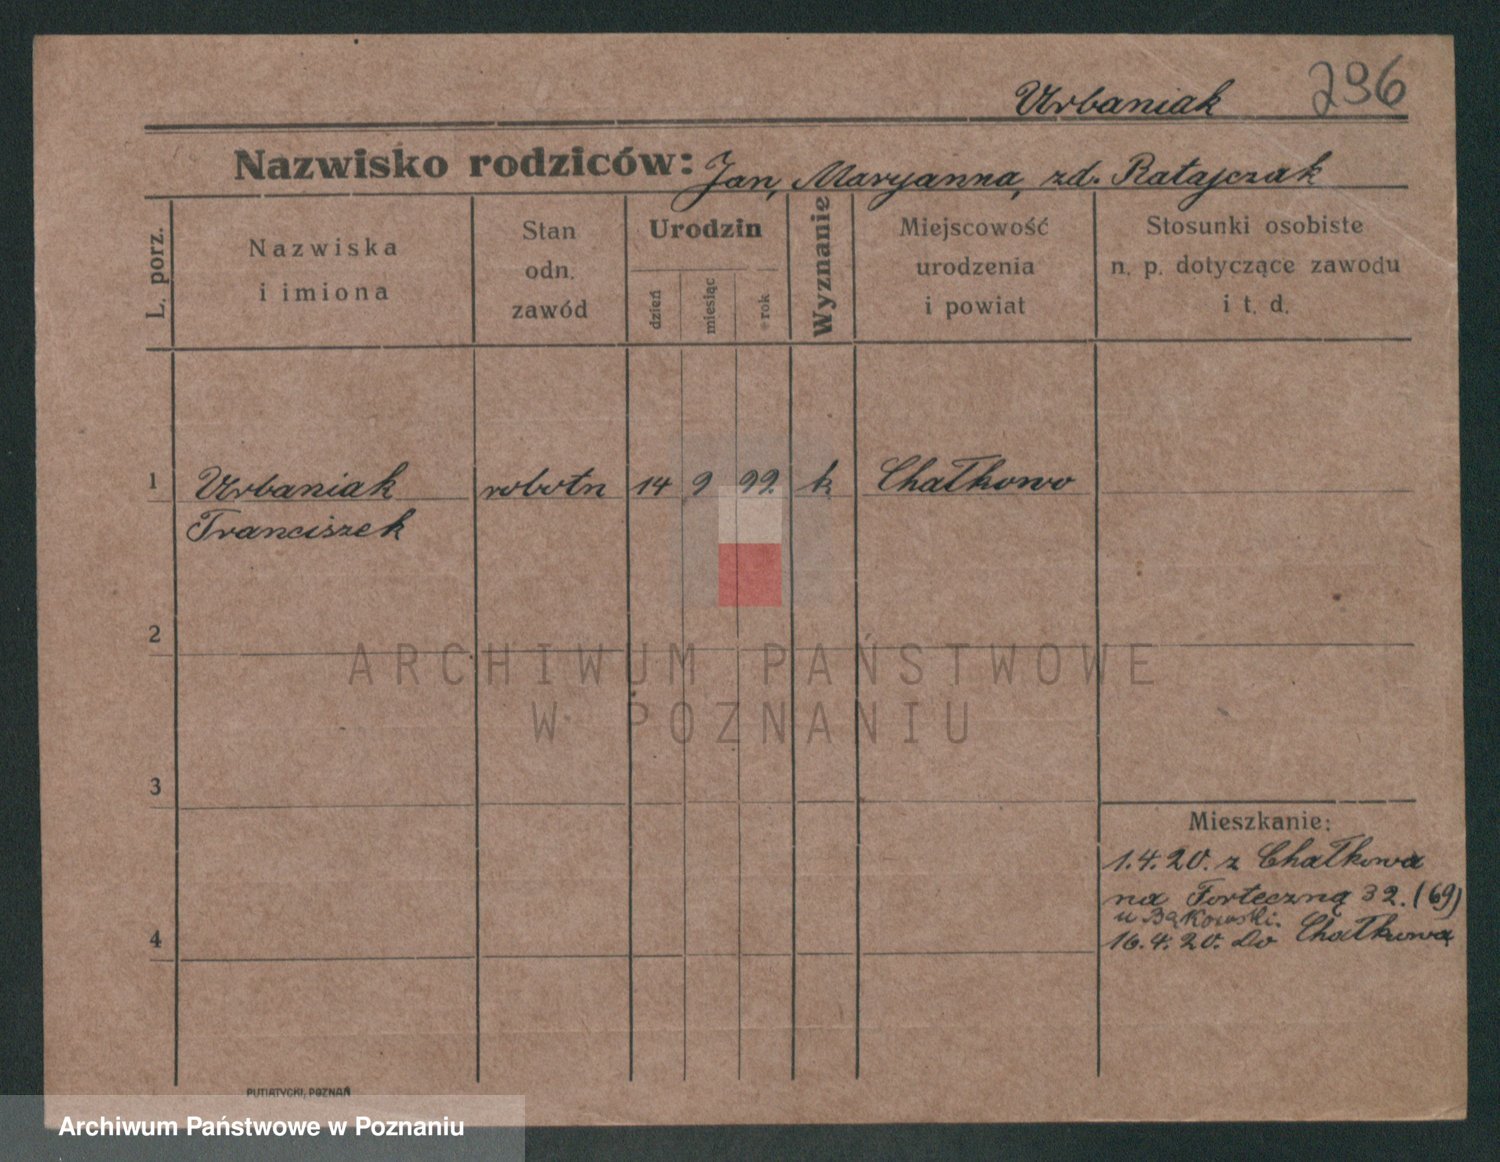 Urbaniak 296
Nazwisko rodziców: Jan, Maryanna, zd. Ratajczak
L. porz.
Nazwiska
i imiona
Stan
odn.
zawód
Urodzin
dzień
miesiąc
rok
Wyznanie
Miejscowość
urodzenia
i powiat
Stosunki osobiste
n. p. dotyczące zawodu
i t. d.
1 Urbaniak robotn 14 9 99. k Chałkowo
Franciszek
2
ARCHIWUM PAŃSTWOWE
W POZNANIU
3
Mieszkanie:
1.4.20. z Chałkowa
na Forteczną 32. (69)
u Bąkowski.
4
16.4.20. do Chałkowa
PUTIATYCKI, POZNAŃ
Archiwum Państwowe w Poznaniu